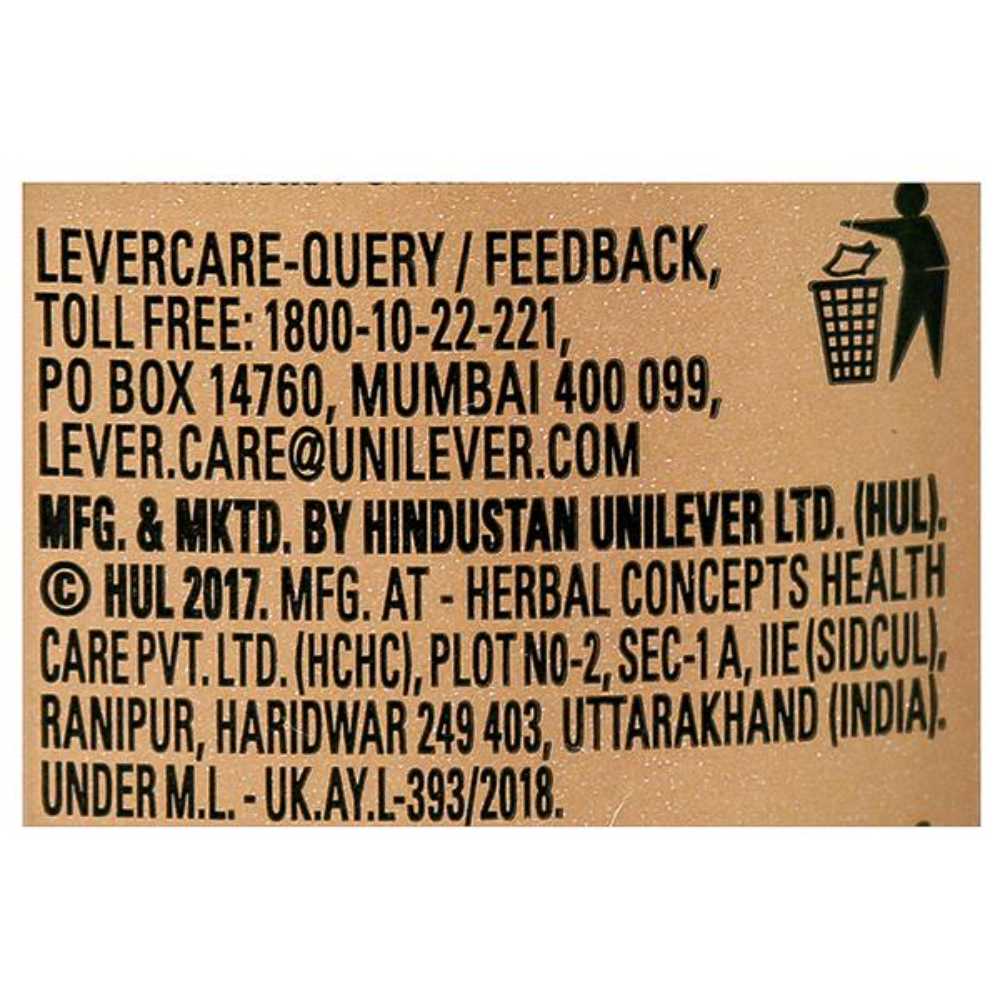 LEVERCARE-QUERY / FEEDBACK,
TOLL FREE: 1800-10-22-221,
PO BOX 14760, MUMBAI 400 099,
LEVER.CARE@UNILEVER.COM
MFG. & MKTD. BY HINDUSTAN UNILEVER LTD. (HUL).
© HUL 2017. MFG. AT - HERBAL CONCEPTS HEALTH
CARE PVT. LTD. (HCHC), PLOT NO-2, SEC-1 A, IIE (SIDCUL),
RANIPUR, HARIDWAR 249 403, UTTARAKHAND (INDIA).
UNDER M.L. - UK.AY.L-393/2018.